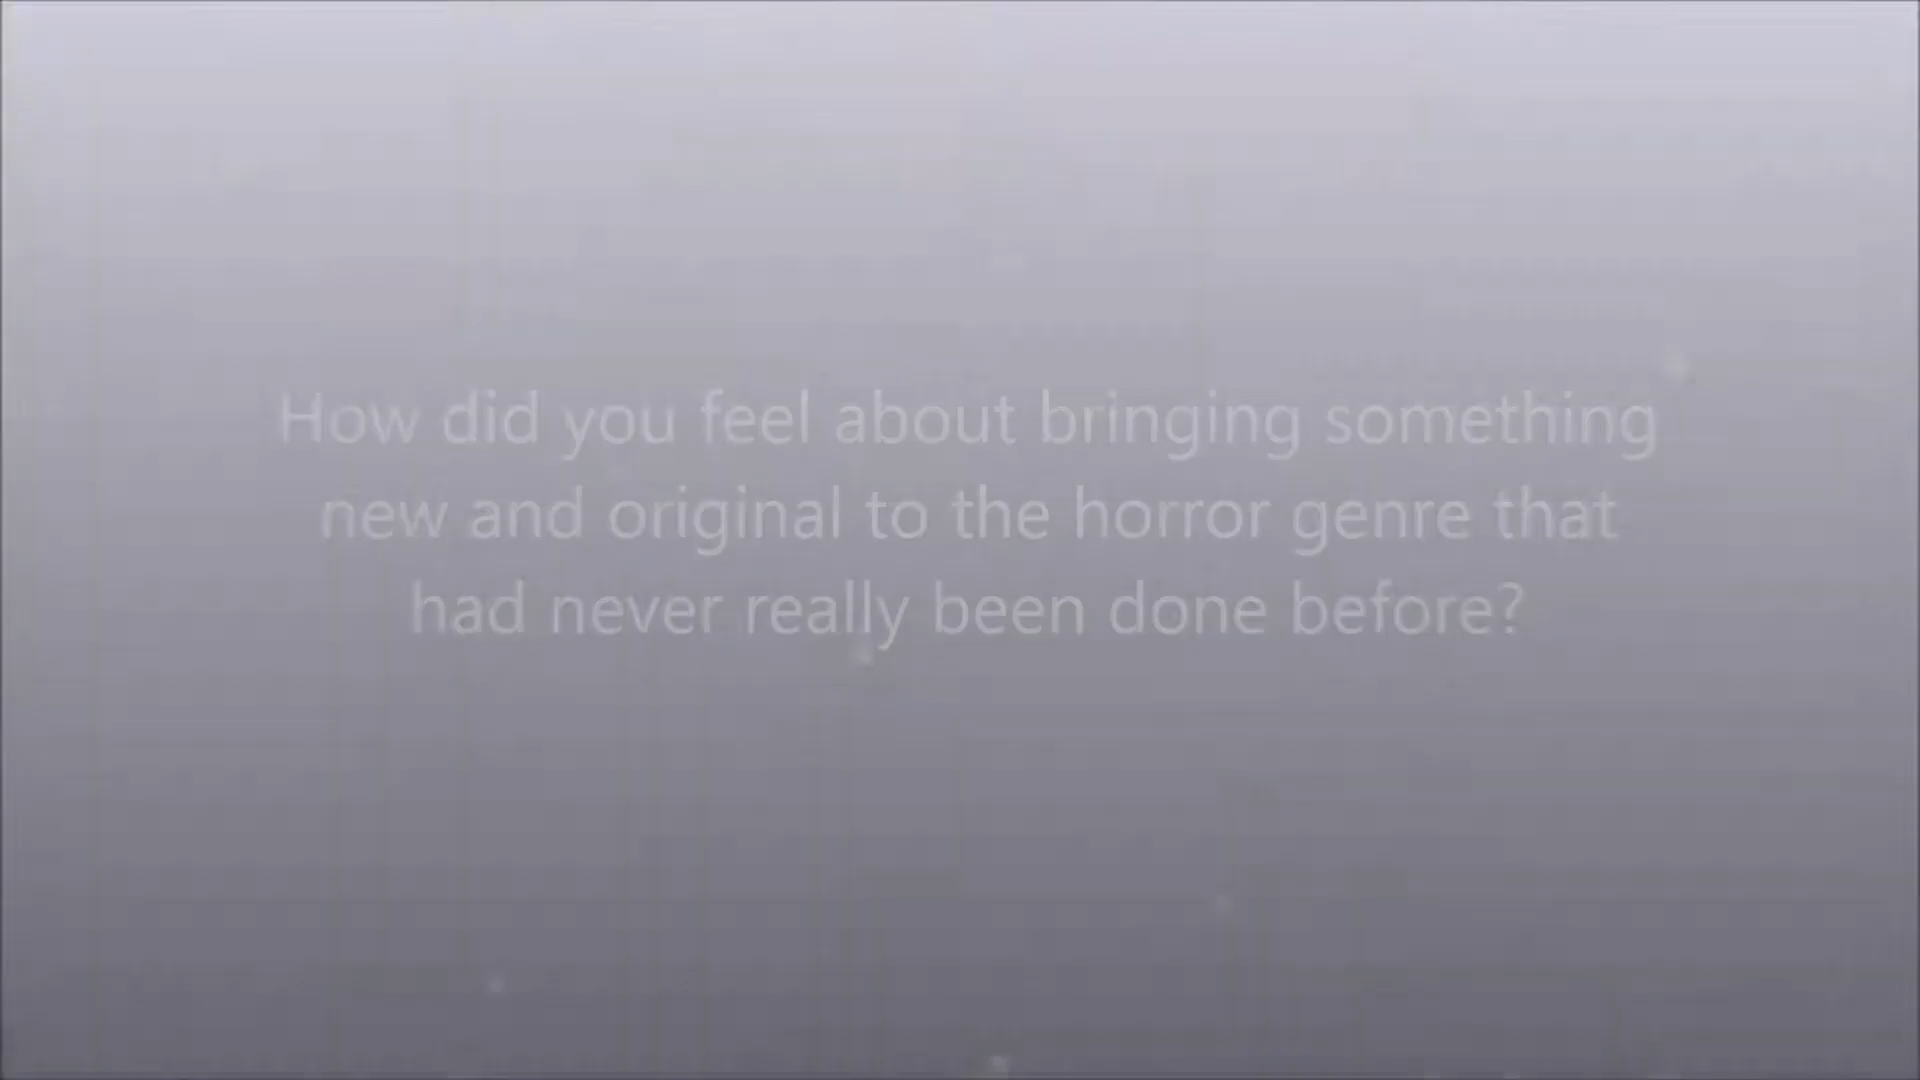 How did you feel about bringing something
new and original to the horror genre that
had never really been done before?